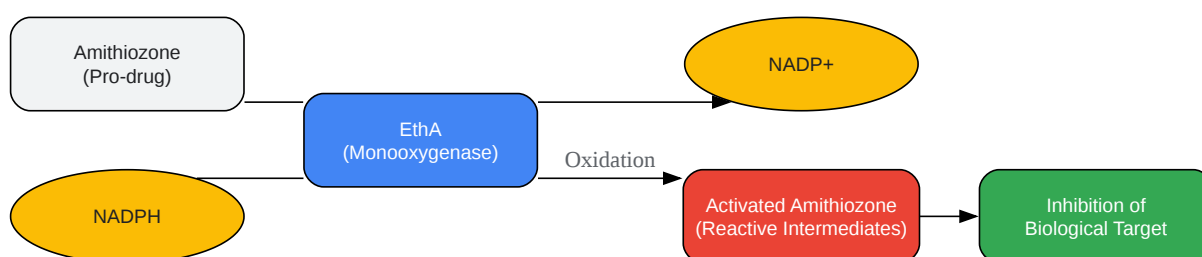 Amithiozone
(Pro-drug)
NADPH
EthA
(Monooxygenase)
NADP+
Oxidation
Activated Amithiozone
(Reactive Intermediates)
Inhibition of
Biological Target